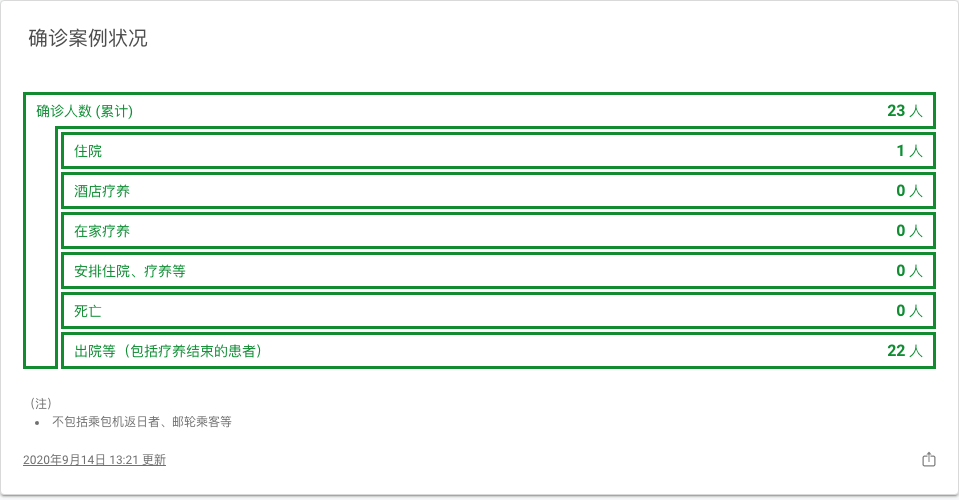 确诊案例状况
确诊人数 (累计) 23 人
住院 1 人
酒店疗养 0 人
在家疗养 0 人
安排住院、疗养等 0 人
死亡 0 人
出院等（包括疗养结束的患者） 22 人
（注）
• 不包括乘包机返日者、邮轮乘客等
2020年9月14日 13:21 更新